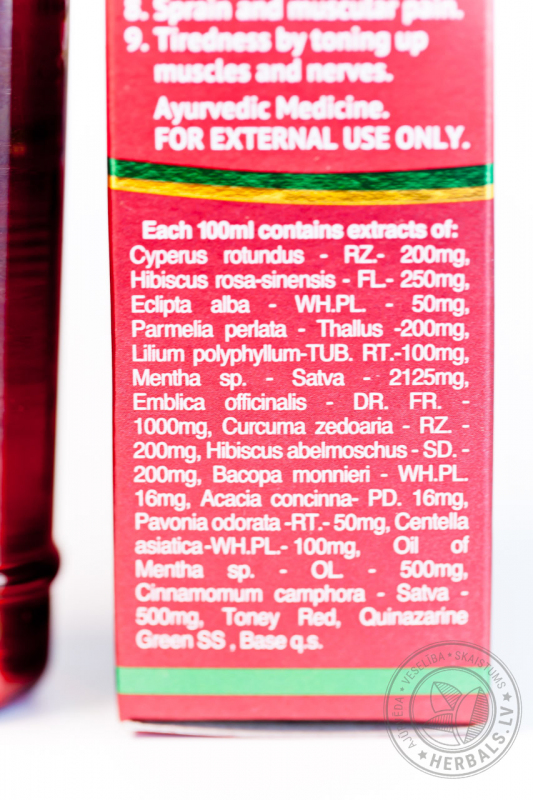 8. Sprain and muscular pain.
9. Tiredness by toning up
muscles and nerves.
Ayurvedic Medicine.
FOR EXTERNAL USE ONLY.
Each 100ml contains extracts of:
Cyperus rotundus - RZ.- 200mg,
Hibiscus rosa-sinensis - FL.- 250mg,
Eclipta alba - WH.PL. - 50mg,
Parmelia perlata - Thallus -200mg,
Lilium polyphyllum-TUB. RT.-100mg,
Mentha sp. - Satva - 2125mg,
Emblica officinalis - DR. FR. -
1000mg, Curcuma zedoaria - RZ. -
200mg, Hibiscus abelmoschus - SD. -
200mg, Bacopa monnieri - WH.PL.
16mg, Acacia concinna- PD. 16mg,
Pavonia odorata -RT.- 50mg, Centella
asiatica-WH.PL.- 100mg, Oil of
Mentha sp. - OL. - 500mg,
Cinnamomum camphora - Satva -
500mg, Toney Red, Quinazarine
Green SS , Base q.s.
AJŪRVĒDA • VESELĪBA • SKAISTUMS
★ HERBALS.LV ★